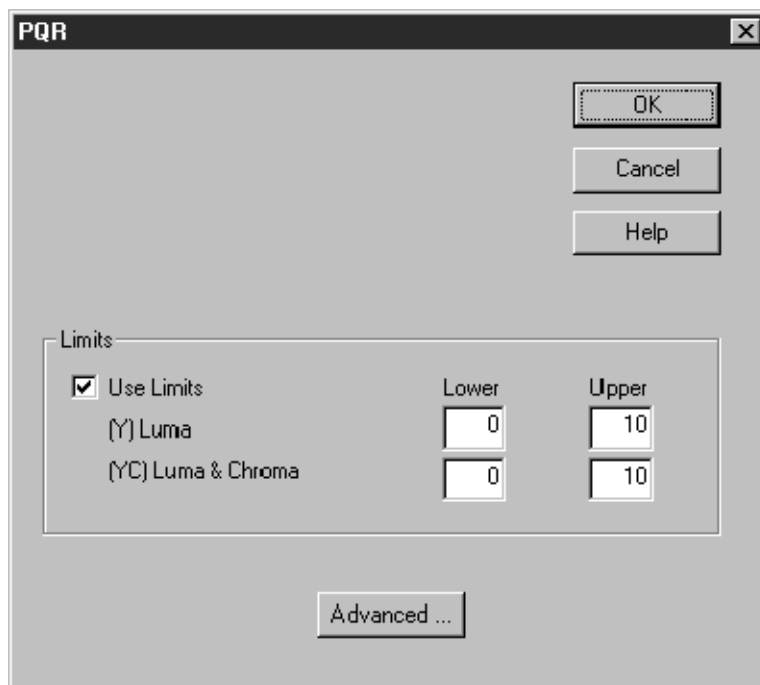 PQR
OK
Cancel
Help
Limits
Use Limits Lower Upper
(Y) Luma 0 10
(YC) Luma & Chroma 0 10
Advanced ...